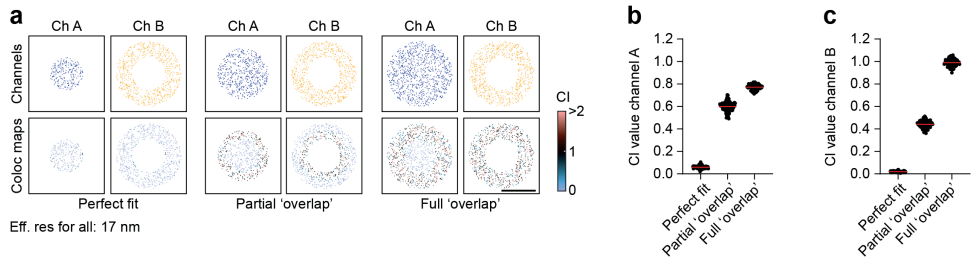 a
Ch A
Ch B
Ch A
Ch B
Ch A
Ch B
Channels
Coloc maps
CI
>2
1
0
Perfect fit
Partial ‘overlap’
Full ‘overlap’
Eff. res for all: 17 nm
b
CI value channel A
1.2
1.0
0.8
0.6
0.4
0.2
0.0
Perfect fit
Partial ‘overlap’
Full ‘overlap’
c
CI value channel B
1.2
1.0
0.8
0.6
0.4
0.2
0.0
Perfect fit
Partial ‘overlap’
Full ‘overlap’